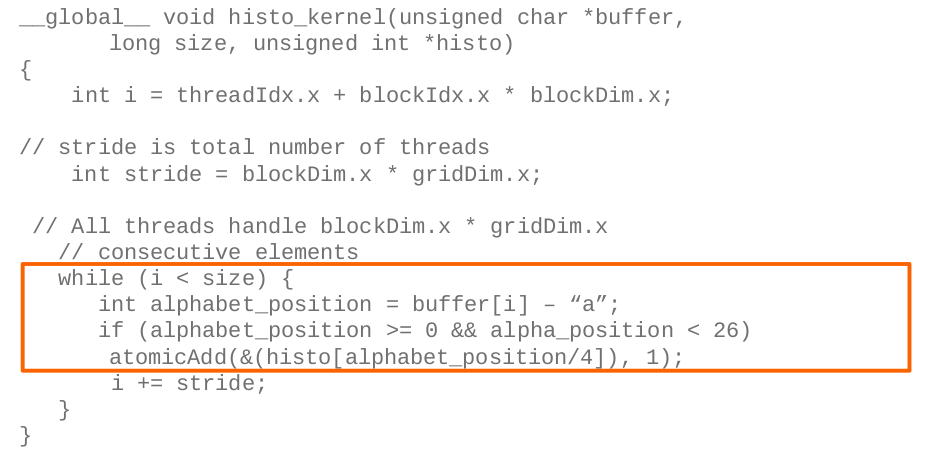 __global__ void histo_kernel(unsigned char *buffer,
long size, unsigned int *histo)
{
int i = threadIdx.x + blockIdx.x * blockDim.x;
// stride is total number of threads
int stride = blockDim.x * gridDim.x;
// All threads handle blockDim.x * gridDim.x
// consecutive elements
while (i < size) {
int alphabet_position = buffer[i] – “a”;
if (alphabet_position >= 0 && alpha_position < 26)
atomicAdd(&(histo[alphabet_position/4]), 1);
i += stride;
}
}